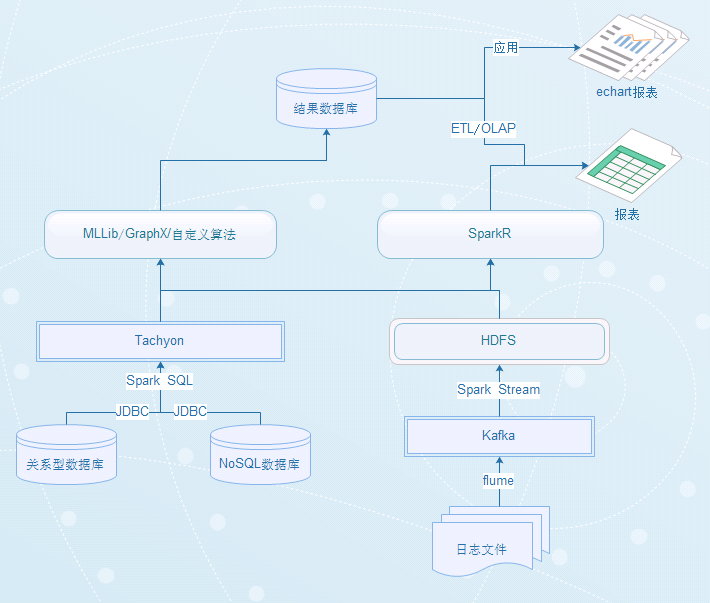 应用
echart报表
结果数据库
ETL/OLAP
报表
MLLib/GraphX/自定义算法
SparkR
Tachyon
HDFS
Spark SQL
Spark Stream
JDBC
JDBC
Kafka
关系型数据库
NoSQL数据库
flume
日志文件